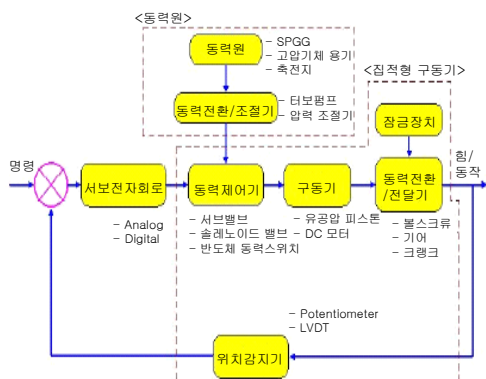 <동력원>
동력원
- SPGG
- 고압기체 용기
- 축전지
동력전환/조절기
- 터보펌프
- 압력 조절기
<집적형 구동기>
잠금장치
명령
서보전자회로
- Analog
- Digital
동력제어기
- 서브밸브
- 솔레노이드 밸브
- 반도체 동력스위치
구동기
- 유공압 피스톤
- DC 모터
동력전환
/전달기
- 볼스크류
- 기어
- 크랭크
힘/
동작
- Potentiometer
- LVDT
위치감지기